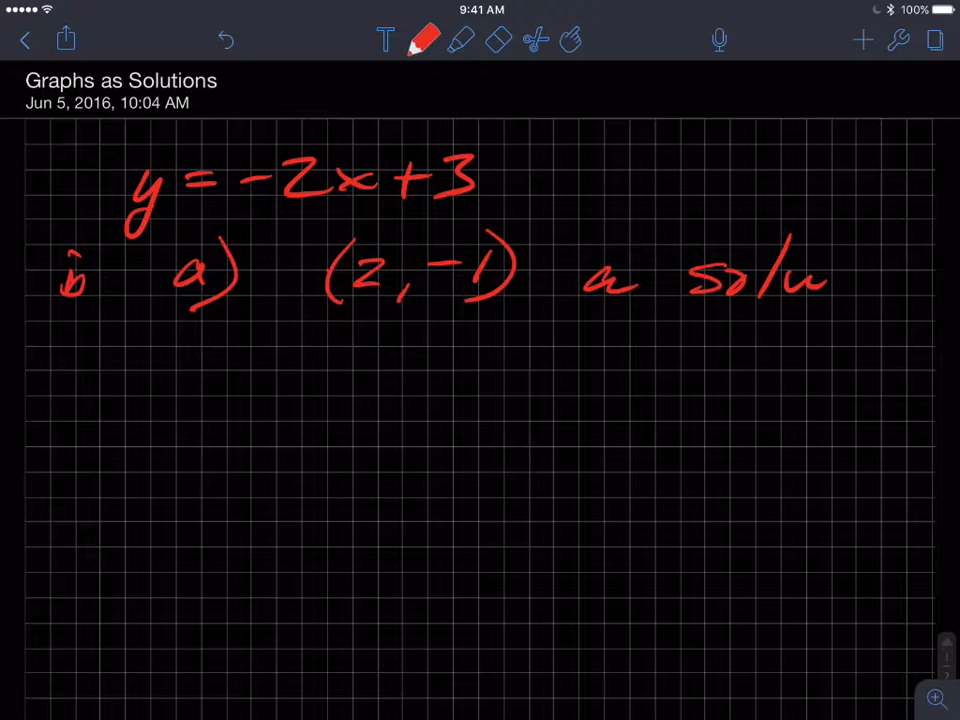 9:41 AM
100%
T
Graphs as Solutions
Jun 5, 2016, 10:04 AM
y = -2x + 3
a) (2, -1) a solu